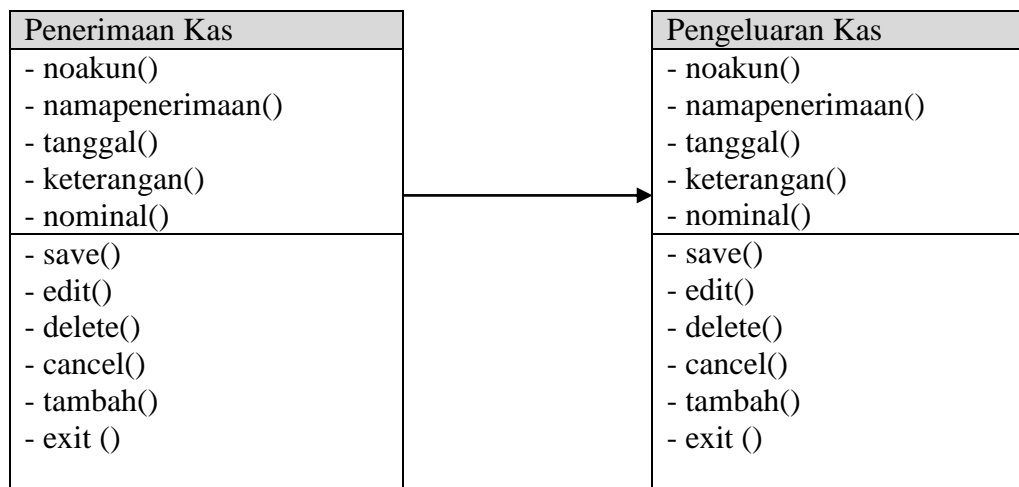 Penerimaan Kas
- noakun()
- namapenerimaan()
- tanggal()
- keterangan()
- nominal()
- save()
- edit()
- delete()
- cancel()
- tambah()
- exit ()
Pengeluaran Kas
- noakun()
- namapenerimaan()
- tanggal()
- keterangan()
- nominal()
- save()
- edit()
- delete()
- cancel()
- tambah()
- exit ()